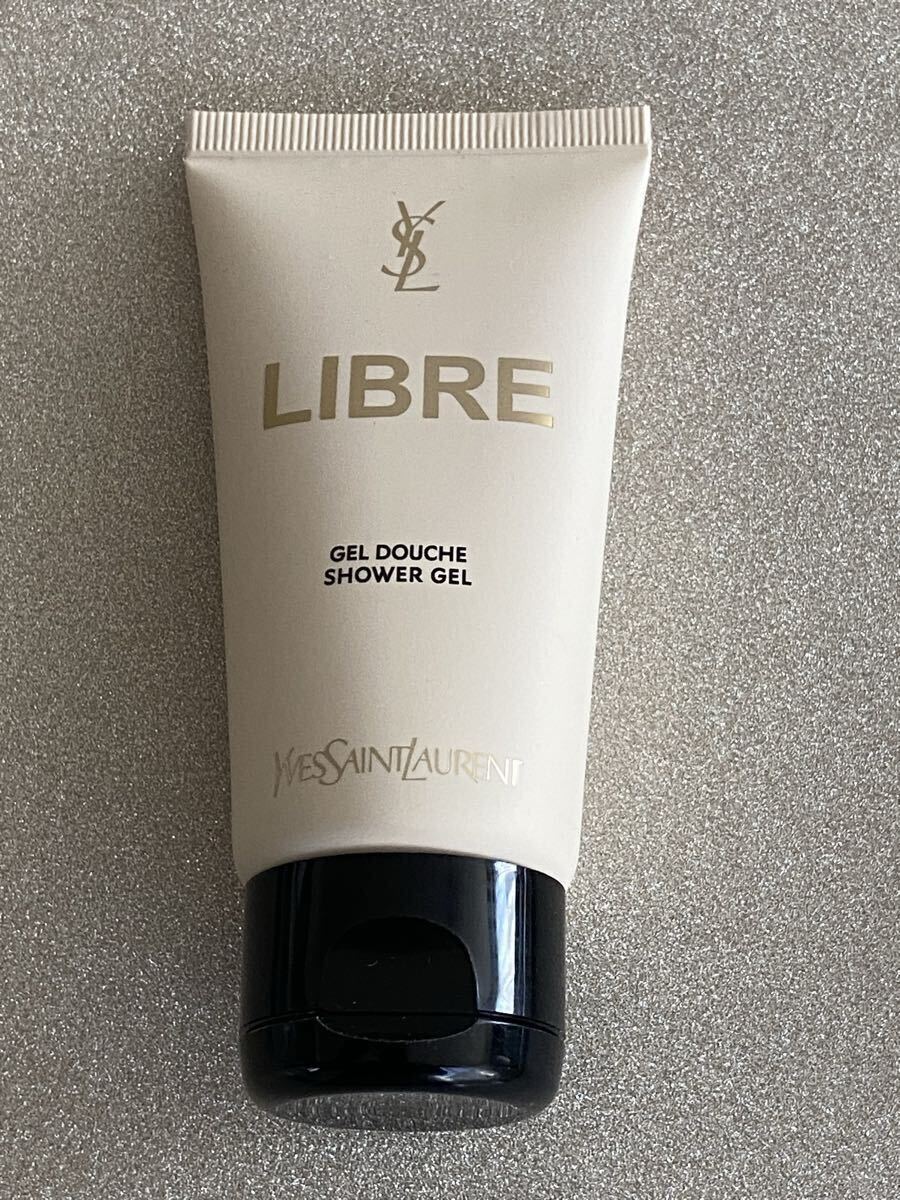 YSL
LIBRE
GEL DOUCHE
SHOWER GEL
YVESSAINTLAURENT